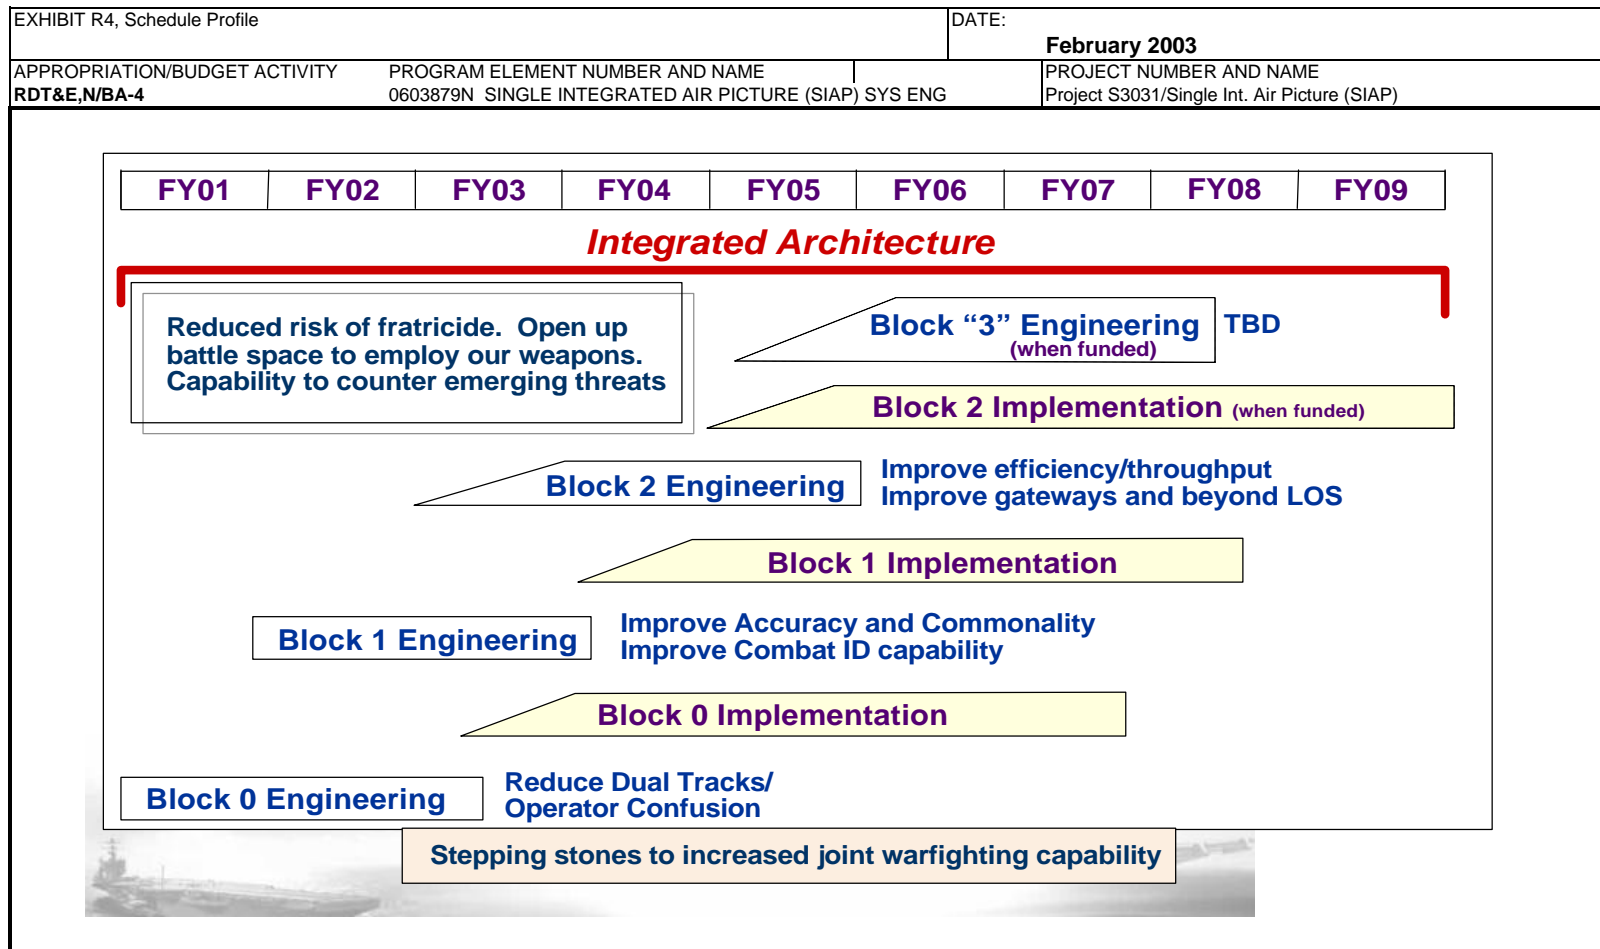 EXHIBIT R4, Schedule Profile
DATE:
February 2003
APPROPRIATION/BUDGET ACTIVITY
PROGRAM ELEMENT NUMBER AND NAME
PROJECT NUMBER AND NAME
RDT&E,N/BA-4
0603879N SINGLE INTEGRATED AIR PICTURE (SIAP) SYS ENG
Project S3031/Single Int. Air Picture (SIAP)
FY01 FY02 FY03 FY04 FY05 FY06 FY07 FY08 FY09
Integrated Architecture
Reduced risk of fratricide. Open up
battle space to employ our weapons.
Capability to counter emerging threats
Block “3” Engineering
(when funded)
TBD
Block 2 Implementation (when funded)
Block 2 Engineering
Improve efficiency/throughput
Improve gateways and beyond LOS
Block 1 Implementation
Block 1 Engineering
Improve Accuracy and Commonality
Improve Combat ID capability
Block 0 Implementation
Block 0 Engineering
Reduce Dual Tracks/
Operator Confusion
Stepping stones to increased joint warfighting capability